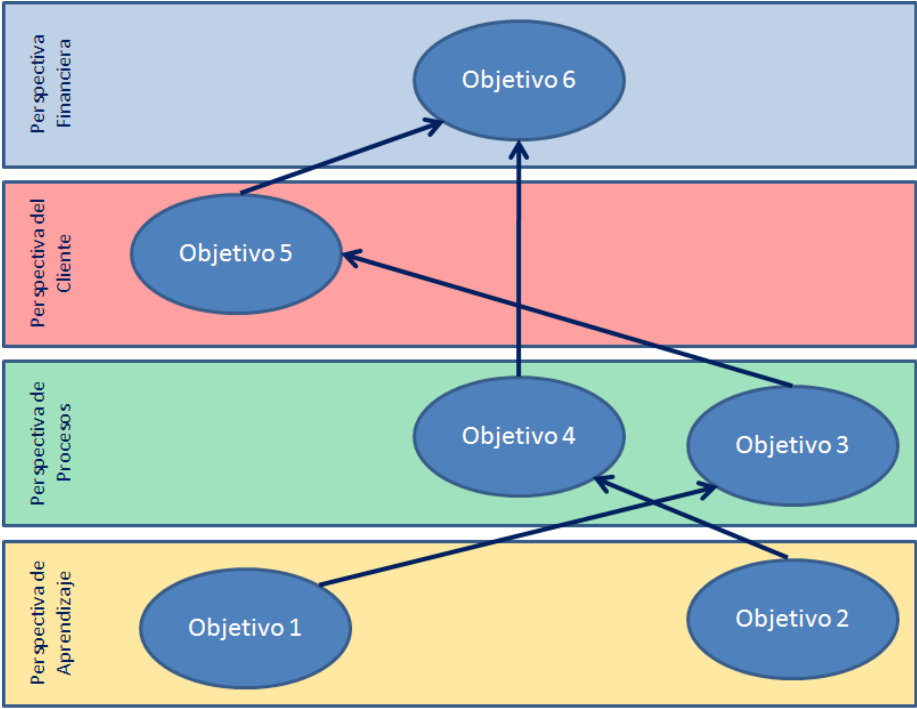 Perspectiva
Financiera
Objetivo 6
Perspectiva del
Cliente
Objetivo 5
Perspectiva de
Procesos
Objetivo 4
Objetivo 3
Perspectiva de
Aprendizaje
Objetivo 1
Objetivo 2